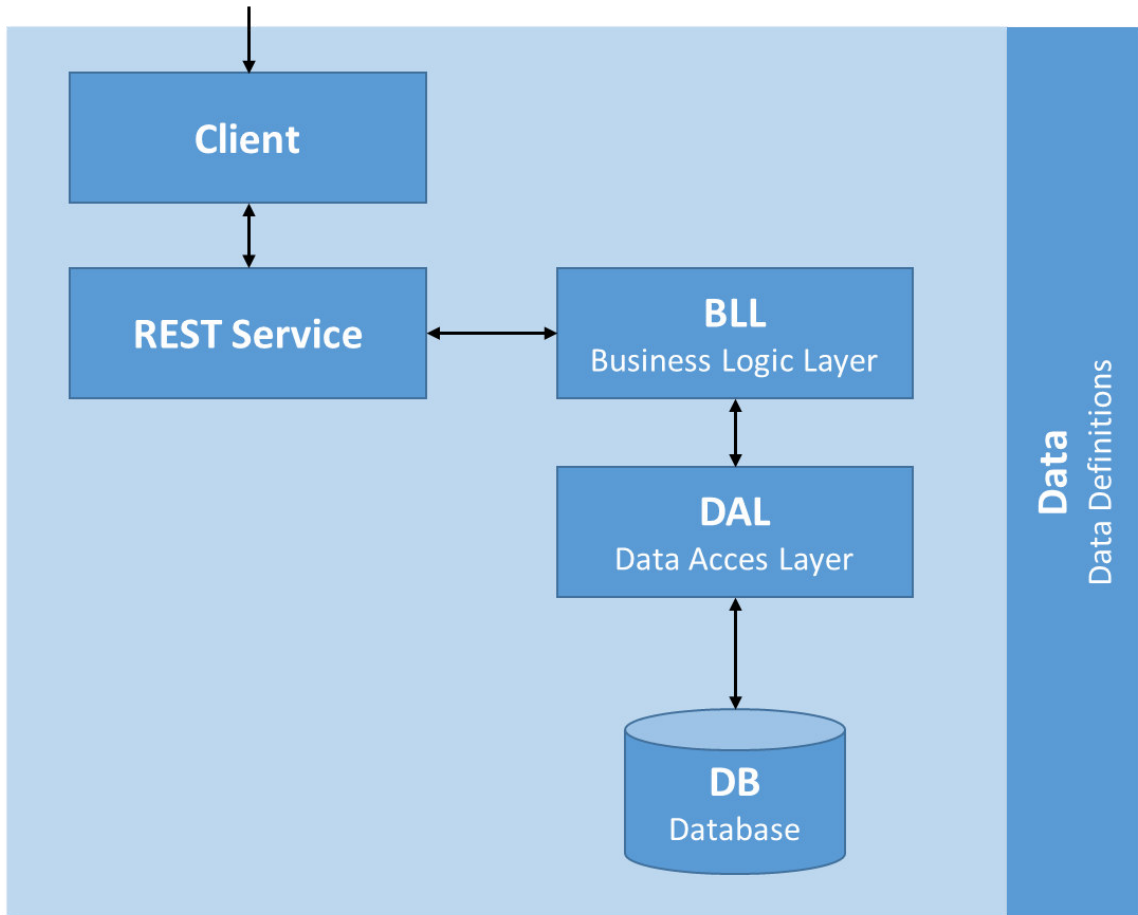 Client
REST Service
BLL
Business Logic Layer
DAL
Data Acces Layer
DB
Database
Data
Data Definitions